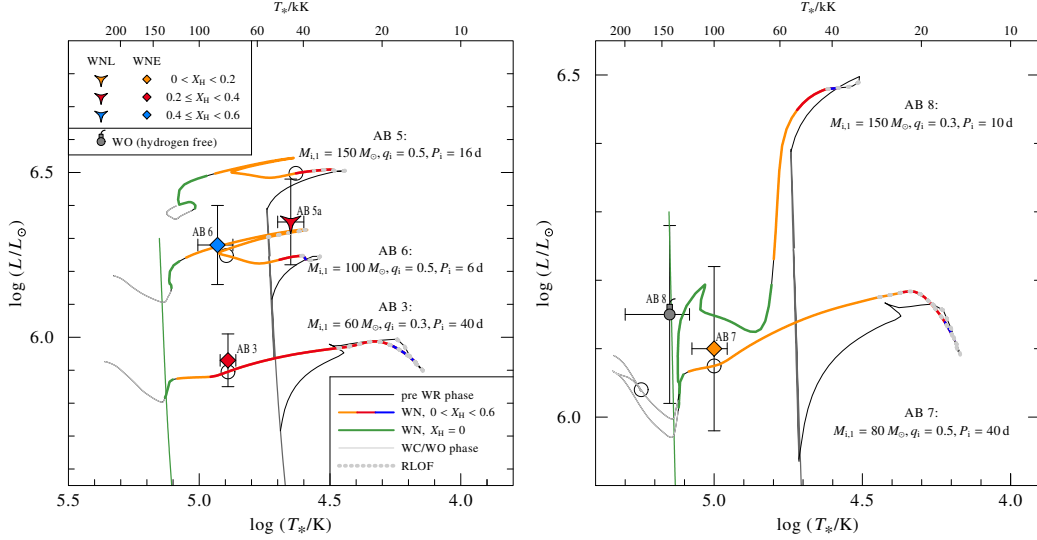 T*/kK
200 150 100 60 40 20 10
WNL WNE
0 < XH < 0.2
0.2 ≤ XH < 0.4
0.4 ≤ XH < 0.6
WO (hydrogen free)
AB 5:
Mi,1 = 150 M⊙, qi = 0.5, Pi = 16 d
AB 5a
AB 6
AB 6:
Mi,1 = 100 M⊙, qi = 0.5, Pi = 6 d
AB 3:
Mi,1 = 60 M⊙, qi = 0.3, Pi = 40 d
AB 3
pre WR phase
WN, 0 < XH < 0.6
WN, XH = 0
WC/WO phase
RLOF
6.5
6.0
log (L/L⊙)
5.5 5.0 4.5 4.0
log (T*/K)
T*/kK
200 150 100 60 40 20 10
AB 8:
Mi,1 = 150 M⊙, qi = 0.3, Pi = 10 d
AB 8
AB 7
AB 7:
Mi,1 = 80 M⊙, qi = 0.5, Pi = 40 d
6.5
6.0
log (L/L⊙)
5.0 4.5 4.0
log (T*/K)